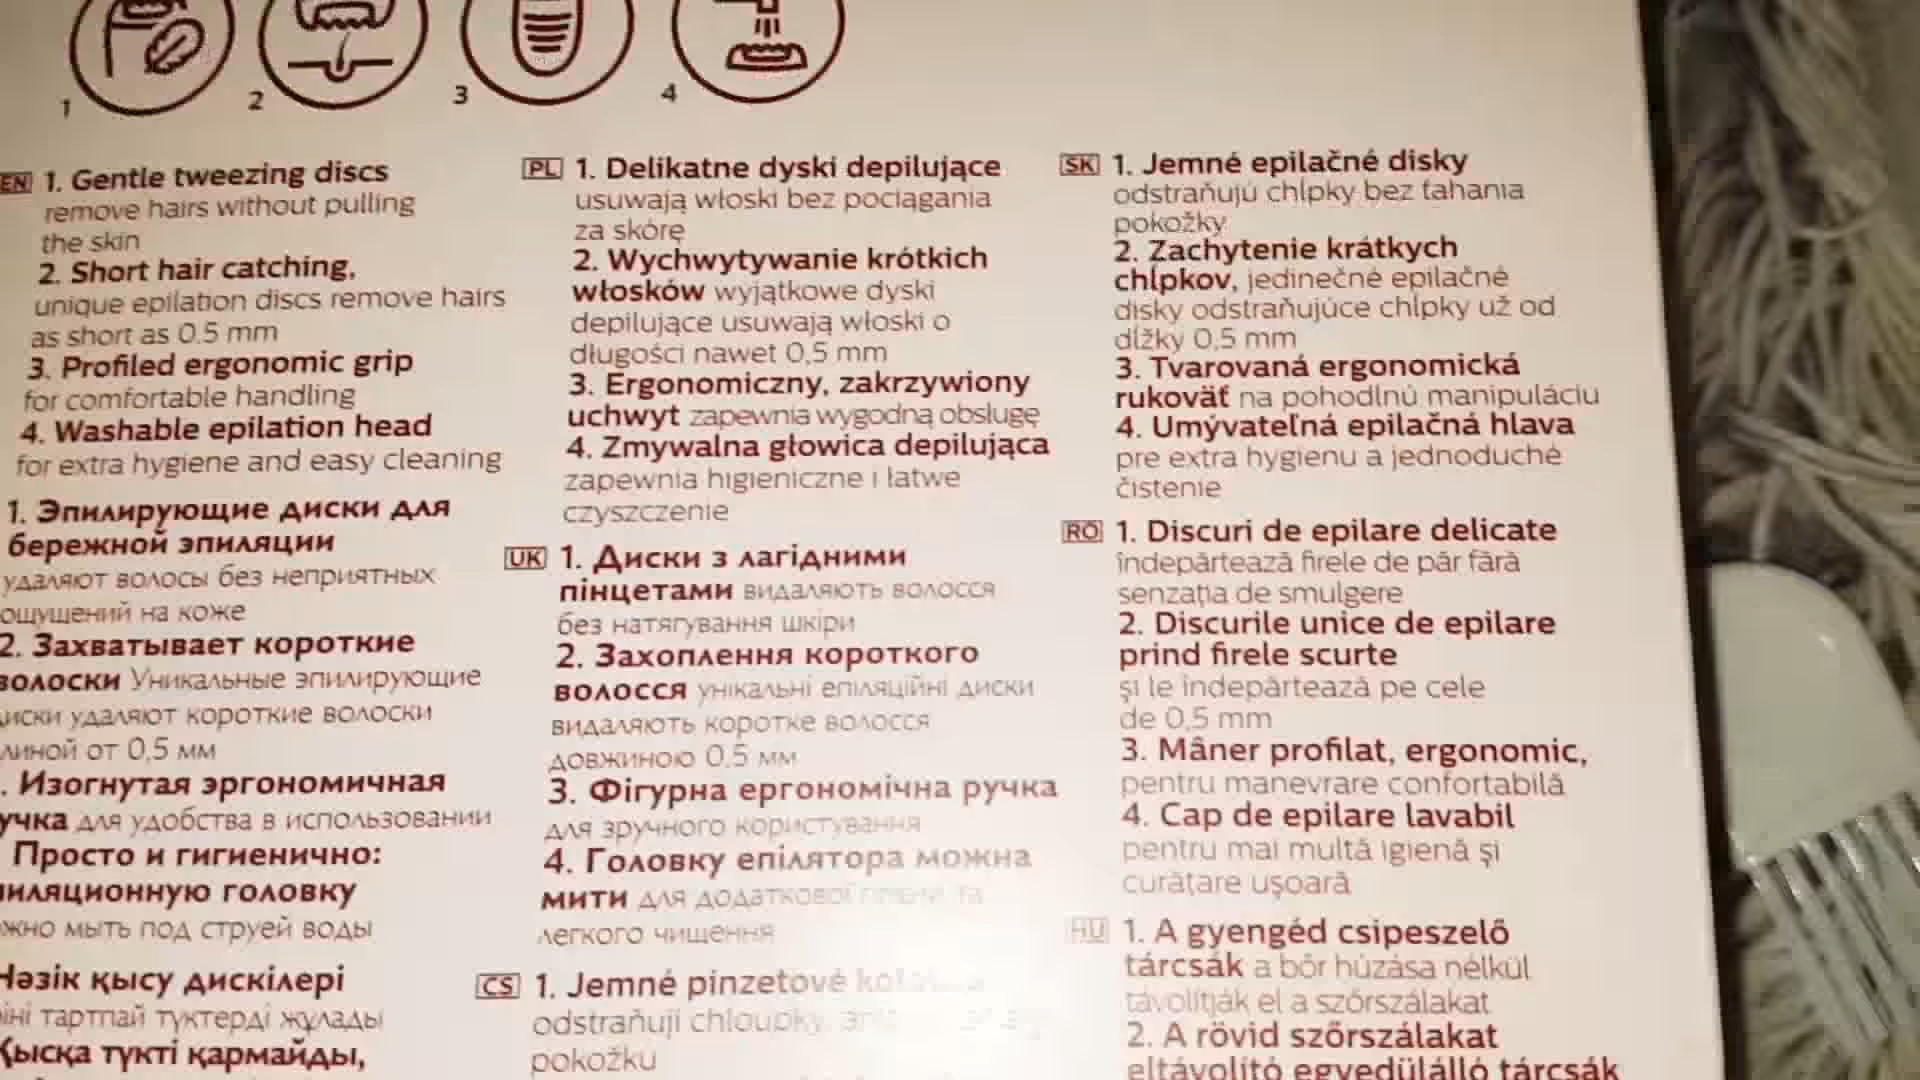 1
2
3
4
EN 1. Gentle tweezing discs
remove hairs without pulling
the skin
2. Short hair catching,
unique epilation discs remove hairs
as short as 0.5 mm
3. Profiled ergonomic grip
for comfortable handling
4. Washable epilation head
for extra hygiene and easy cleaning
1. Эпилирующие диски для
бережной эпиляции
удаляют волосы без неприятных
ощущений на коже
2. Захватывает короткие
волоски Уникальные эпилирующие
диски удаляют короткие волоски
длиной от 0,5 мм
. Изогнутая эргономичная
ручка для удобства в использовании
Просто и гигиенично:
эпиляционную головку
можно мыть под струей воды
Нәзік қысу дискілері
тартпай түктерді жұлады
Қысқа түкті қармайды,
PL 1. Delikatne dyski depilujące
usuwają włoski bez pociągania
za skórę
2. Wychwytywanie krótkich
włosków wyjątkowe dyski
depilujące usuwają włoski o
długości nawet 0,5 mm
3. Ergonomiczny, zakrzywiony
uchwyt zapewnia wygodną obsługę
4. Zmywalna głowica depilująca
zapewnia higieniczne i łatwe
czyszczenie
UK 1. Диски з лагідними
пінцетами видаляють волосся
без натягування шкіри
2. Захоплення короткого
волосся унікальні епіляційні диски
видаляють коротке волосся
довжиною 0,5 мм
3. Фігурна ергономічна ручка
для зручного користування
4. Головку епілятора можна
мити для додаткової гігієни та
легкого чищення
CS 1. Jemné pinzetové
odstraňují chloupky,
pokožku
SK 1. Jemné epilačné disky
odstraňujú chĺpky bez ťahania
pokožky
2. Zachytenie krátkych
chĺpkov, jedinečné epilačné
disky odstraňujúce chĺpky už od
dĺžky 0,5 mm
3. Tvarovaná ergonomická
rukoväť na pohodlnú manipuláciu
4. Umývateľná epilačná hlava
pre extra hygienu a jednoduché
čistenie
RO 1. Discuri de epilare delicate
îndepărtează firele de păr fără
senzația de smulgere
2. Discurile unice de epilare
prind firele scurte
și le îndepărtează pe cele
de 0,5 mm
3. Mâner profilat, ergonomic,
pentru manevrare confortabilă
4. Cap de epilare lavabil
pentru mai multă igienă și
curățare ușoară
HU 1. A gyengéd csipeszelő
tárcsák a bőr húzása nélkül
távolítják el a szőrszálakat
2. A rövid szőrszálakat
eltávolító egyedülálló tárcsák